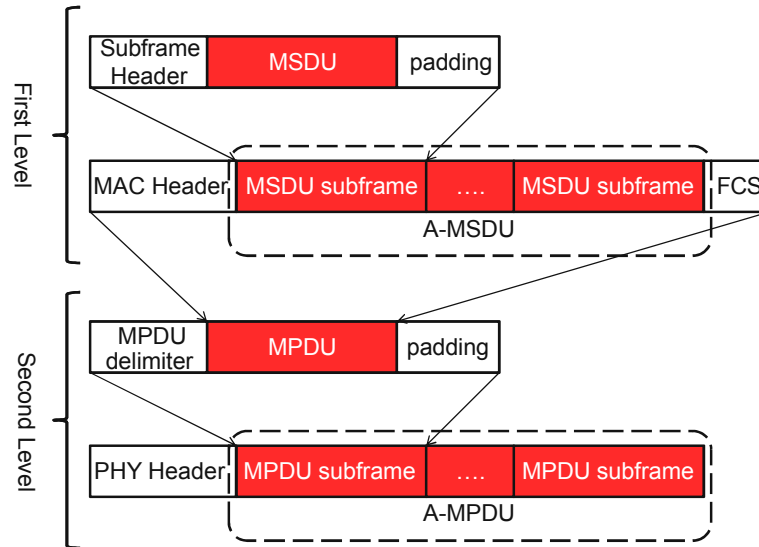 First Level
Subframe
Header
MSDU
padding
MAC Header
MSDU subframe
....
MSDU subframe
FCS
A-MSDU
Second Level
MPDU
delimiter
MPDU
padding
PHY Header
MPDU subframe
....
MPDU subframe
A-MPDU